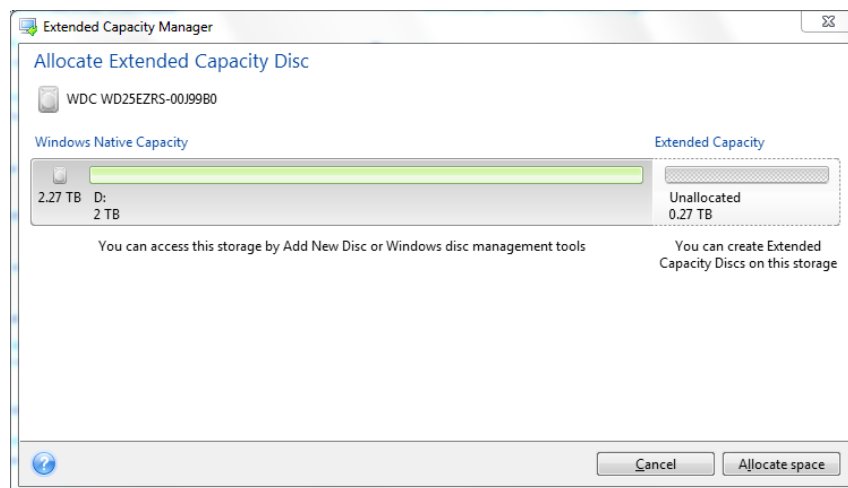 Extended Capacity Manager
Allocate Extended Capacity Disc
WDC WD25EZRS-00J99B0
Windows Native Capacity
Extended Capacity
2.27 TB
D:
2 TB
Unallocated
0.27 TB
You can access this storage by Add New Disc or Windows disc management tools
You can create Extended
Capacity Discs on this storage
Cancel
Allocate space